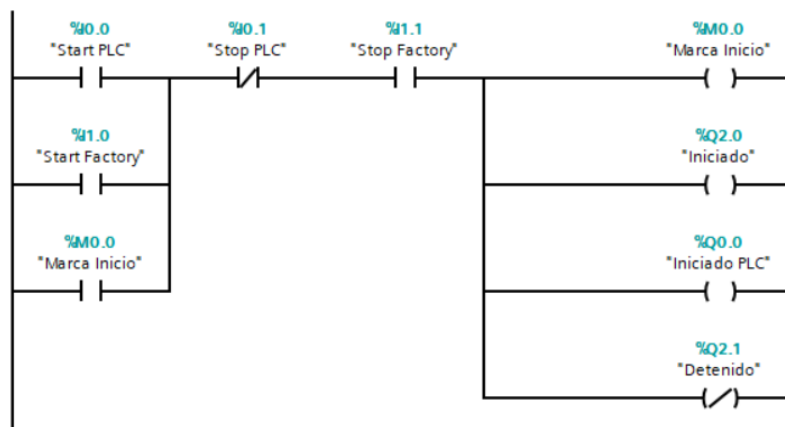 %I0.0 %I0.1 %I1.1 %M0.0
"Start PLC" "Stop PLC" "Stop Factory" "Marca Inicio"
%I1.0 %Q2.0
"Start Factory" "Iniciado"
%M0.0 %Q0.0
"Marca Inicio" "Iniciado PLC"
%Q2.1
"Detenido"